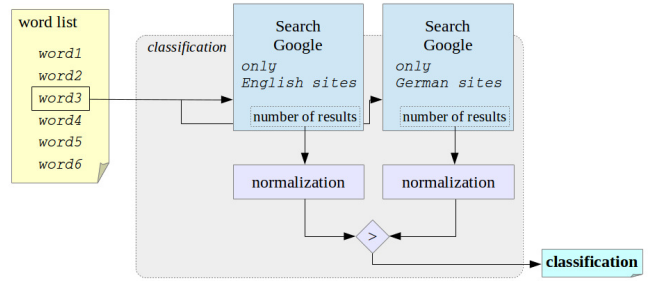 word list
word1
word2
word3
word4
word5
word6
classification
Search
Google
only
English sites
number of results
Search
Google
only
German sites
number of results
normalization
normalization
>
classification